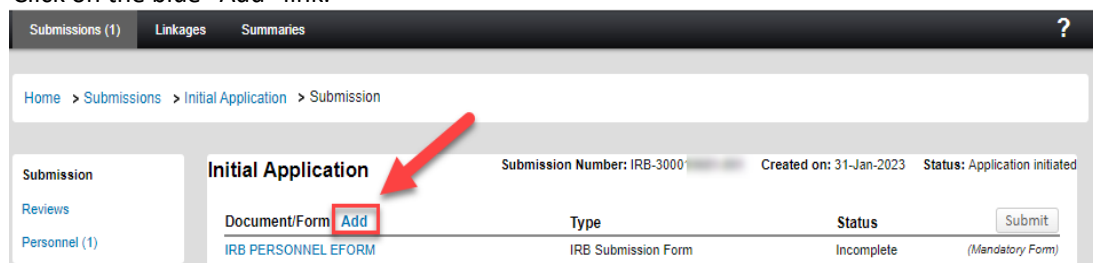 Click on the blue "Add" link.
Submissions (1) Linkages Summaries ?
Home > Submissions > Initial Application > Submission
Submission
Reviews
Personnel (1)
Initial Application Submission Number: IRB-3000 Created on: 31-Jan-2023 Status: Application initiated
Document/Form Add Type Status Submit
IRB PERSONNEL EFORM IRB Submission Form Incomplete (Mandatory Form)